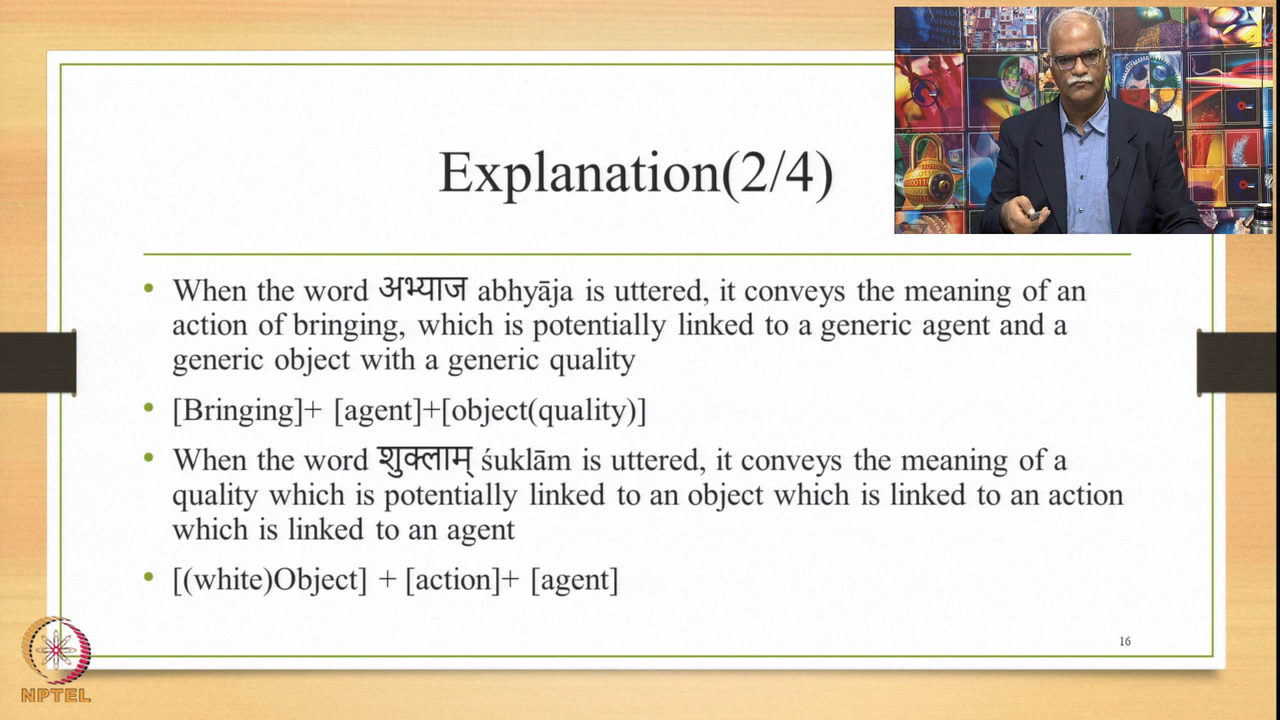 Explanation(2/4)
When the word अभ्याज abhyāja is uttered, it conveys the meaning of an
action of bringing, which is potentially linked to a generic agent and a
generic object with a generic quality
[Bringing]+ [agent]+[object(quality)]
When the word शुक्लाम् śuklām is uttered, it conveys the meaning of a
quality which is potentially linked to an object which is linked to an action
which is linked to an agent
[(white)Object] + [action]+ [agent]
16
NPTEL